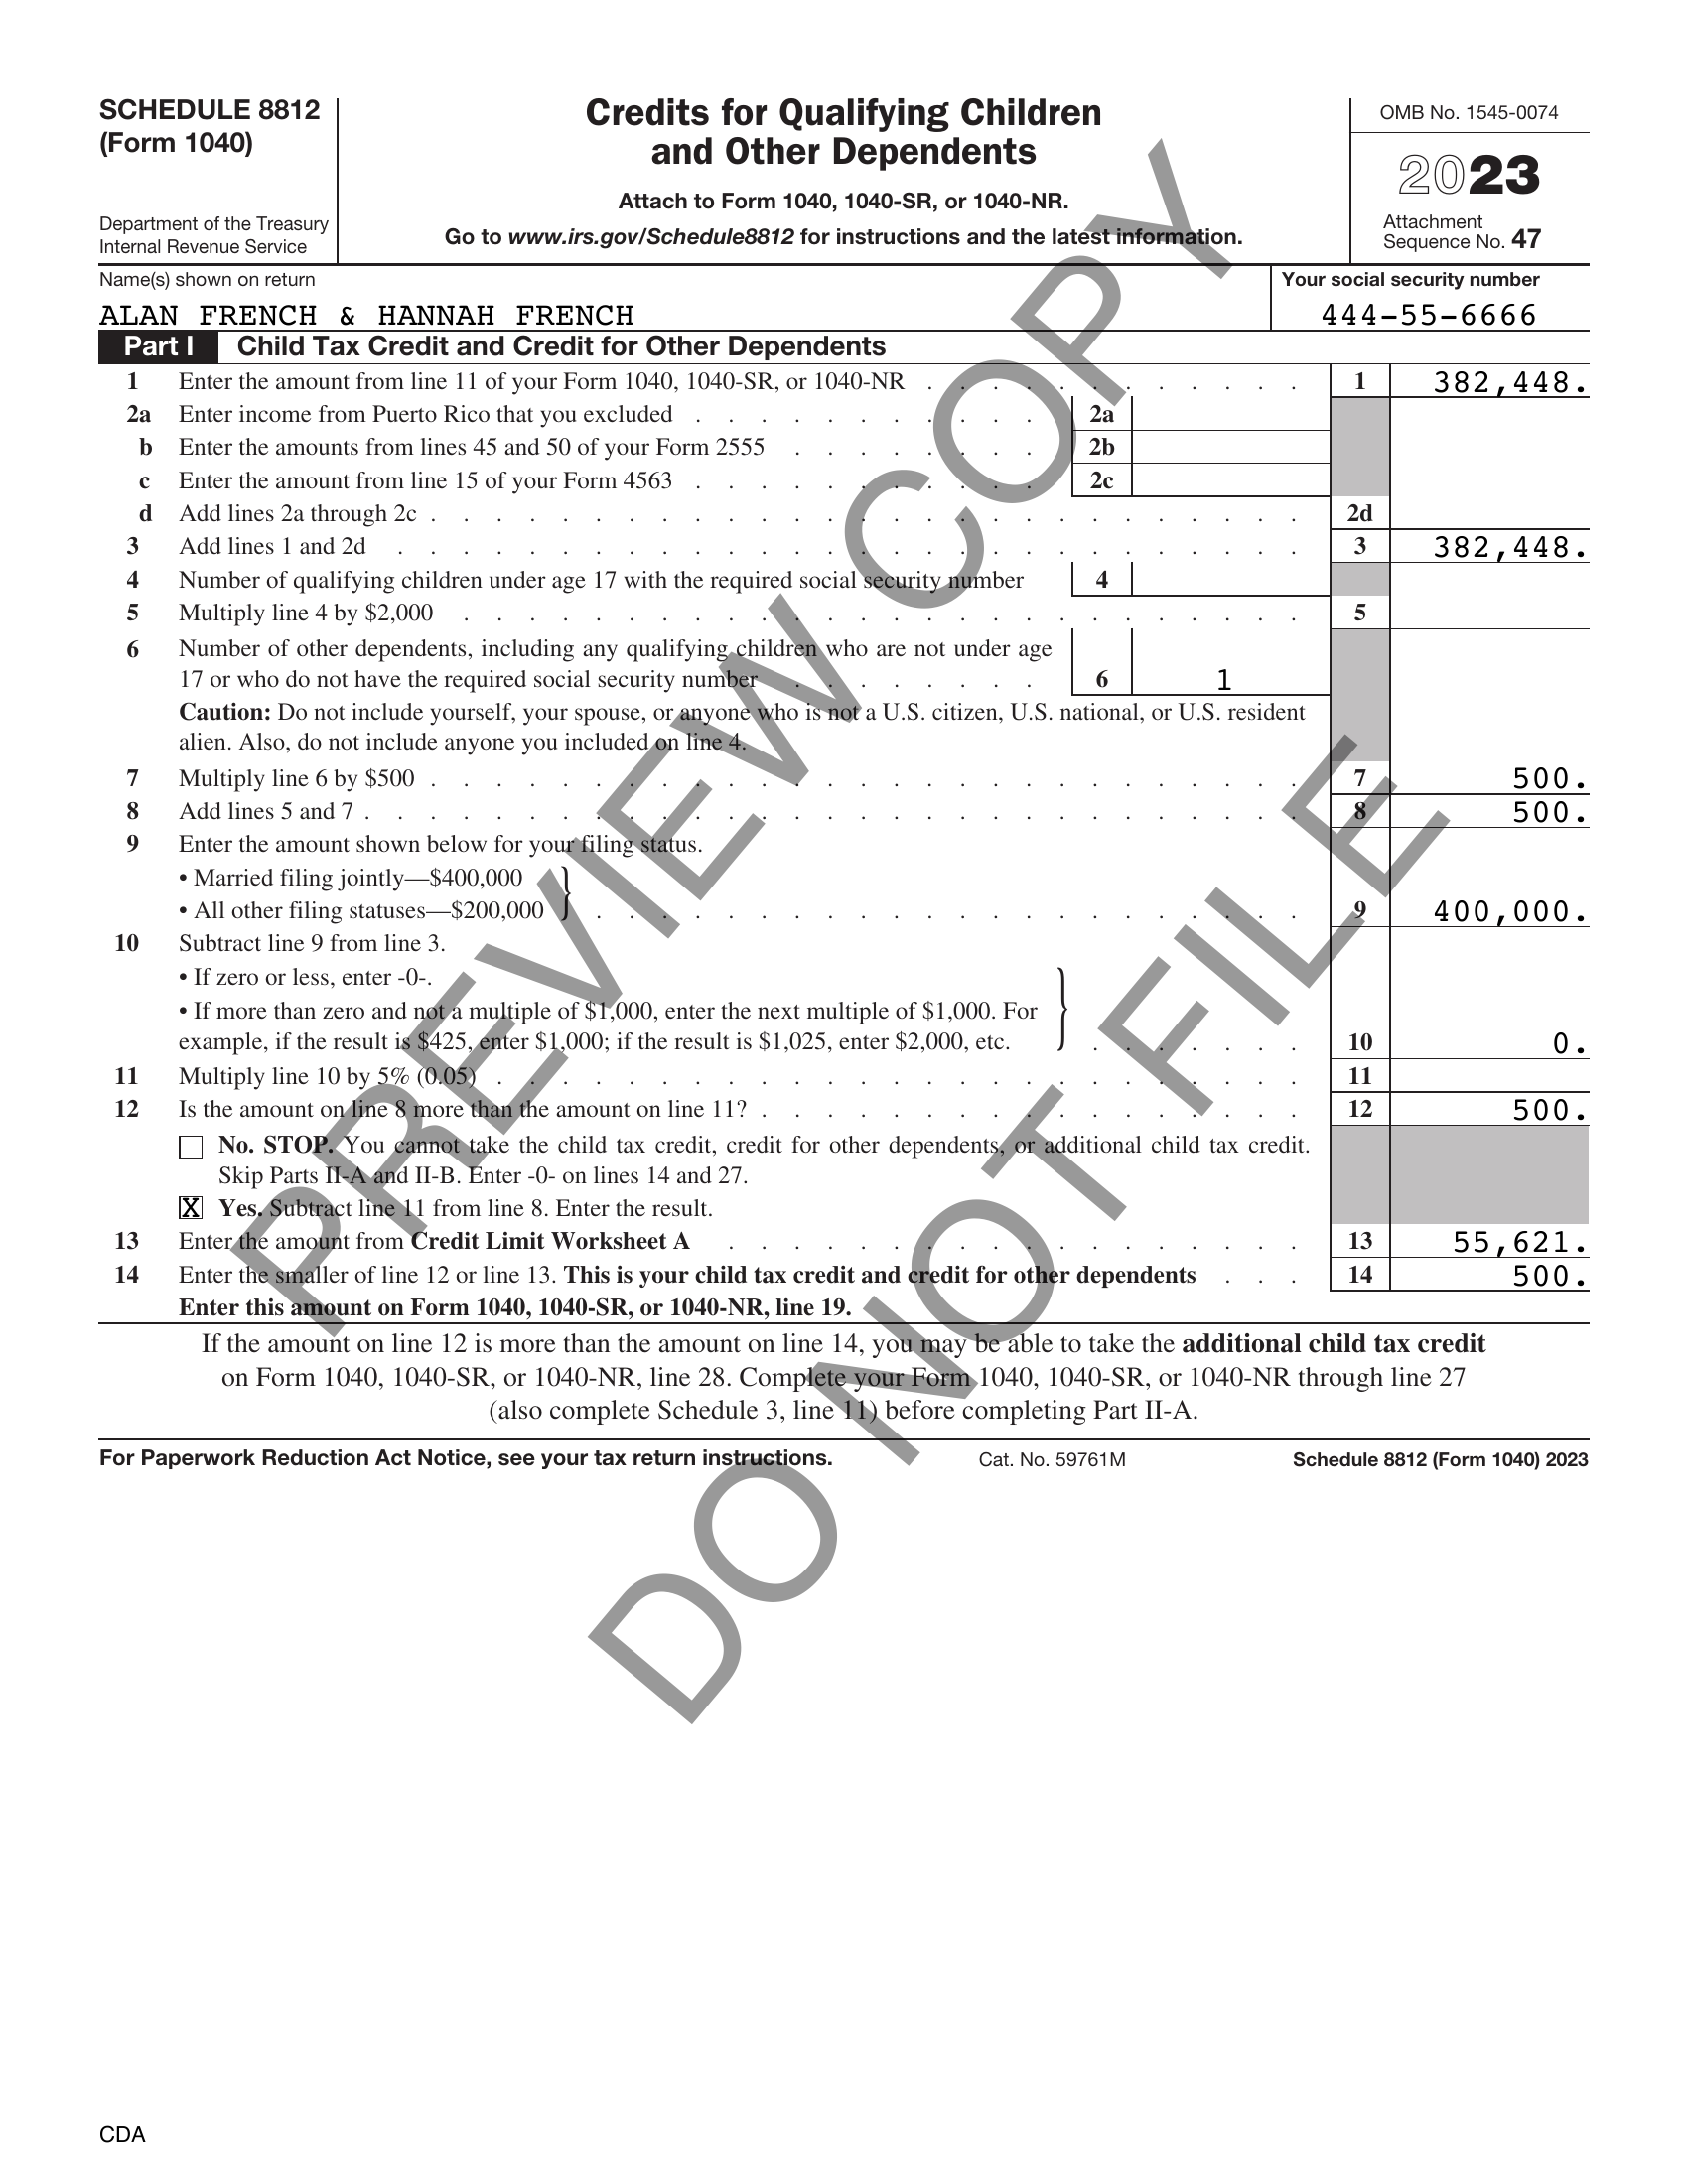 SCHEDULE 8812
(Form 1040)
Department of the Treasury
Internal Revenue Service
Credits for Qualifying Children
and Other Dependents
Attach to Form 1040, 1040-SR, or 1040-NR.
Go to www.irs.gov/Schedule8812 for instructions and the latest information.
OMB No. 1545-0074
2023
Attachment
Sequence No. 47
Name(s) shown on return
ALAN FRENCH & HANNAH FRENCH
Your social security number
444-55-6666
Part I Child Tax Credit and Credit for Other Dependents
1 Enter the amount from line 11 of your Form 1040, 1040-SR, or 1040-NR . . . . . . . . . . . . 1 382,448.
2a Enter income from Puerto Rico that you excluded . . . . . . . . . . . 2a
b Enter the amounts from lines 45 and 50 of your Form 2555 . . . . . . . . 2b
c Enter the amount from line 15 of your Form 4563 . . . . . . . . . . . 2c
d Add lines 2a through 2c . . . . . . . . . . . . . . . . . . . . . . . . . . . 2d
3 Add lines 1 and 2d . . . . . . . . . . . . . . . . . . . . . . . . . . . . 3 382,448.
4 Number of qualifying children under age 17 with the required social security number 4
5 Multiply line 4 by $2,000 . . . . . . . . . . . . . . . . . . . . . . . . . . 5
6 Number of other dependents, including any qualifying children who are not under age
17 or who do not have the required social security number . . . . . . . . 6 1
Caution: Do not include yourself, your spouse, or anyone who is not a U.S. citizen, U.S. national, or U.S. resident
alien. Also, do not include anyone you included on line 4.
7 Multiply line 6 by $500 . . . . . . . . . . . . . . . . . . . . . . . . . . . 7 500.
8 Add lines 5 and 7 . . . . . . . . . . . . . . . . . . . . . . . . . . . . . 8 500.
9 Enter the amount shown below for your filing status.
• Married filing jointly—$400,000
• All other filing statuses—$200,000 } . . . . . . . . . . . . . . . . . . . . . . 9 400,000.
10 Subtract line 9 from line 3.
• If zero or less, enter -0-.
• If more than zero and not a multiple of $1,000, enter the next multiple of $1,000. For
example, if the result is $425, enter $1,000; if the result is $1,025, enter $2,000, etc. } . . . . . . . 10 0.
11 Multiply line 10 by 5% (0.05) . . . . . . . . . . . . . . . . . . . . . . . . . 11
12 Is the amount on line 8 more than the amount on line 11? . . . . . . . . . . . . . . . . . 12 500.
No. STOP. You cannot take the child tax credit, credit for other dependents, or additional child tax credit.
Skip Parts II-A and II-B. Enter -0- on lines 14 and 27.
X Yes. Subtract line 11 from line 8. Enter the result.
13 Enter the amount from Credit Limit Worksheet A . . . . . . . . . . . . . . . . . . 13 55,621.
14 Enter the smaller of line 12 or line 13. This is your child tax credit and credit for other dependents . . . 14 500.
Enter this amount on Form 1040, 1040-SR, or 1040-NR, line 19.
If the amount on line 12 is more than the amount on line 14, you may be able to take the additional child tax credit
on Form 1040, 1040-SR, or 1040-NR, line 28. Complete your Form 1040, 1040-SR, or 1040-NR through line 27
(also complete Schedule 3, line 11) before completing Part II-A.
For Paperwork Reduction Act Notice, see your tax return instructions. Cat. No. 59761M Schedule 8812 (Form 1040) 2023
PREVIEW COPY
DO NOT FILE
CDA